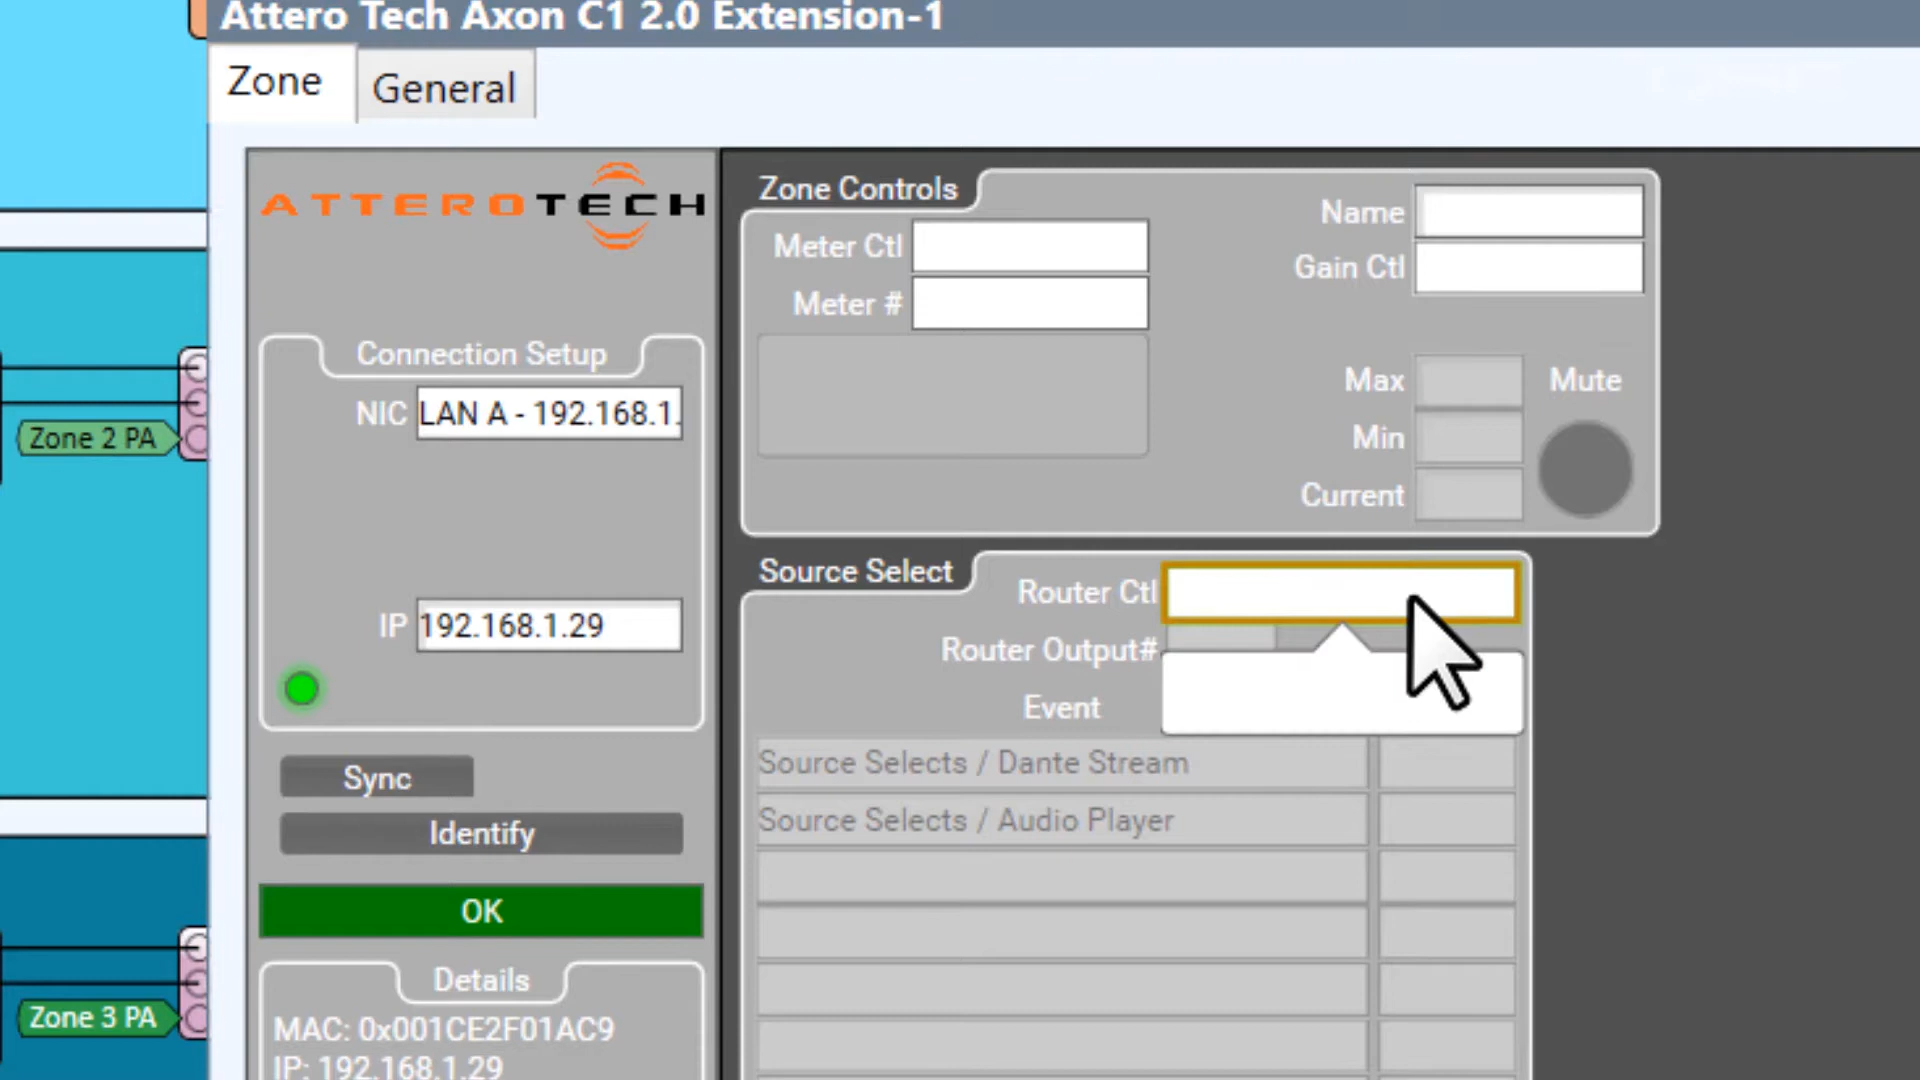 Attero Tech Axon C1 2.0 Extension-1
Zone
General
ATTEROTECH
Connection Setup
NIC LAN A - 192.168.1.
IP 192.168.1.29
Sync
Identify
OK
Details
MAC: 0x001CE2F01AC9
IP: 192.168.1.29
Zone Controls
Meter Ctl
Meter #
Name
Gain Ctl
Max
Mute
Min
Current
Source Select
Router Ctl
Router Output#
Event
Source Selects / Dante Stream
Source Selects / Audio Player
Zone 2 PA
Zone 3 PA